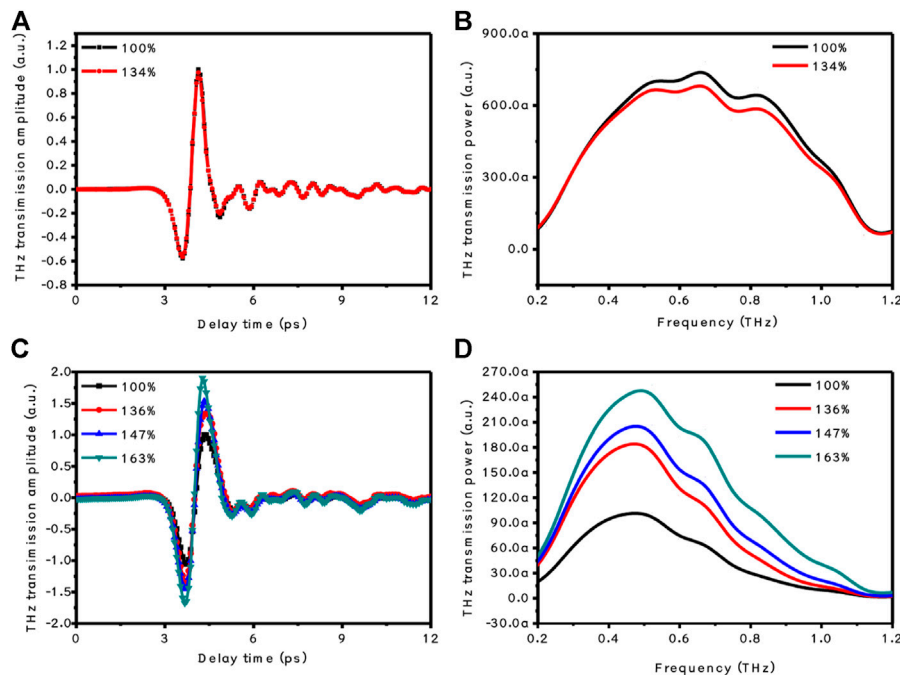 A
THz transmission amplitude (a.u.)
1.2
1.0
0.8
0.6
0.4
0.2
0.0
-0.2
-0.4
-0.6
-0.8
100%
134%
0 3 6 9 12
Delay time (ps)
B
THz transmission power (a.u.)
900.0a
600.0a
300.0a
0.0
100%
134%
0.2 0.4 0.6 0.8 1.0 1.2
Frequency (THz)
C
THz transimission amplitude (a.u.)
2.0
1.5
1.0
0.5
0.0
-0.5
-1.0
-1.5
-2.0
100%
136%
147%
163%
0 3 6 9 12
Delay time (ps)
D
THz transmission power (a.u.)
270.0a
240.0a
210.0a
180.0a
150.0a
120.0a
90.0a
60.0a
30.0a
0.0
-30.0a
100%
136%
147%
163%
0.2 0.4 0.6 0.8 1.0 1.2
Frequency (THz)